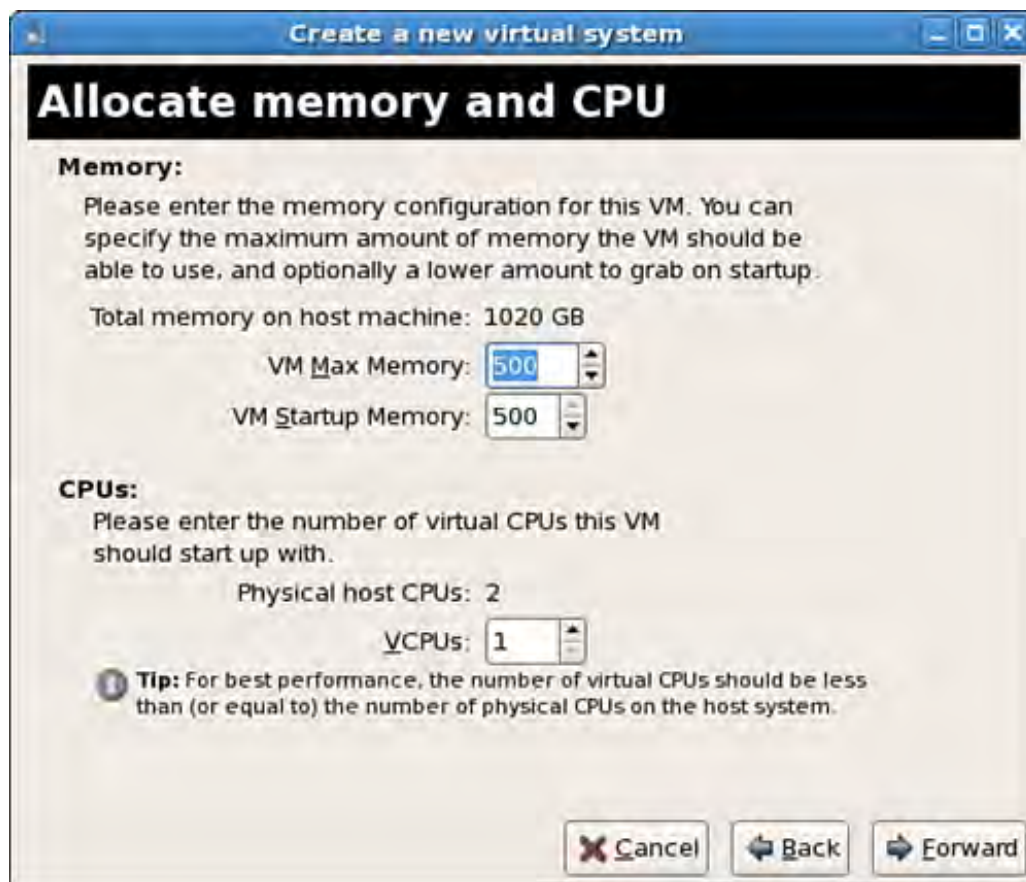 Create a new virtual system
Allocate memory and CPU
Memory:
Please enter the memory configuration for this VM. You can
specify the maximum amount of memory the VM should be
able to use, and optionally a lower amount to grab on startup.
Total memory on host machine: 1020 GB
VM Max Memory: 500
VM Startup Memory: 500
CPUs:
Please enter the number of virtual CPUs this VM
should start up with.
Physical host CPUs: 2
VCPUs: 1
Tip: For best performance, the number of virtual CPUs should be less
than (or equal to) the number of physical CPUs on the host system.
Cancel Back Forward